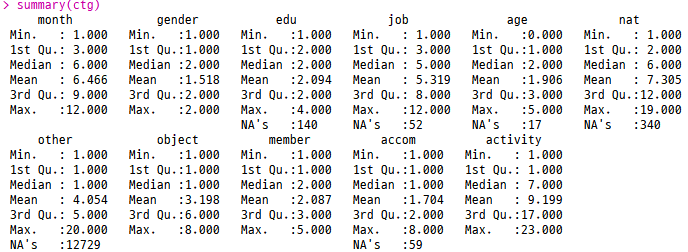 > summary(ctg)
month gender edu job age nat
Min. : 1.000 Min. :1.000 Min. :1.000 Min. : 1.000 Min. :0.000 Min. : 1.000
1st Qu.: 3.000 1st Qu.:1.000 1st Qu.:2.000 1st Qu.: 3.000 1st Qu.:1.000 1st Qu.: 2.000
Median : 6.000 Median :2.000 Median :2.000 Median : 5.000 Median :2.000 Median : 6.000
Mean : 6.466 Mean :1.518 Mean :2.094 Mean : 5.319 Mean :1.906 Mean : 7.305
3rd Qu.: 9.000 3rd Qu.:2.000 3rd Qu.:2.000 3rd Qu.: 8.000 3rd Qu.:3.000 3rd Qu.:12.000
Max. :12.000 Max. :2.000 Max. :4.000 Max. :12.000 Max. :5.000 Max. :19.000
NA's :140 NA's :52 NA's :17 NA's :340
other object member accom activity
Min. : 1.000 Min. :1.000 Min. :1.000 Min. :1.000 Min. : 1.000
1st Qu.: 1.000 1st Qu.:1.000 1st Qu.:1.000 1st Qu.:1.000 1st Qu.: 1.000
Median : 1.000 Median :1.000 Median :2.000 Median :1.000 Median : 7.000
Mean : 4.054 Mean :3.198 Mean :2.087 Mean :1.704 Mean : 9.199
3rd Qu.: 5.000 3rd Qu.:6.000 3rd Qu.:3.000 3rd Qu.:2.000 3rd Qu.:17.000
Max. :20.000 Max. :8.000 Max. :5.000 Max. :8.000 Max. :23.000
NA's :12729 NA's :59